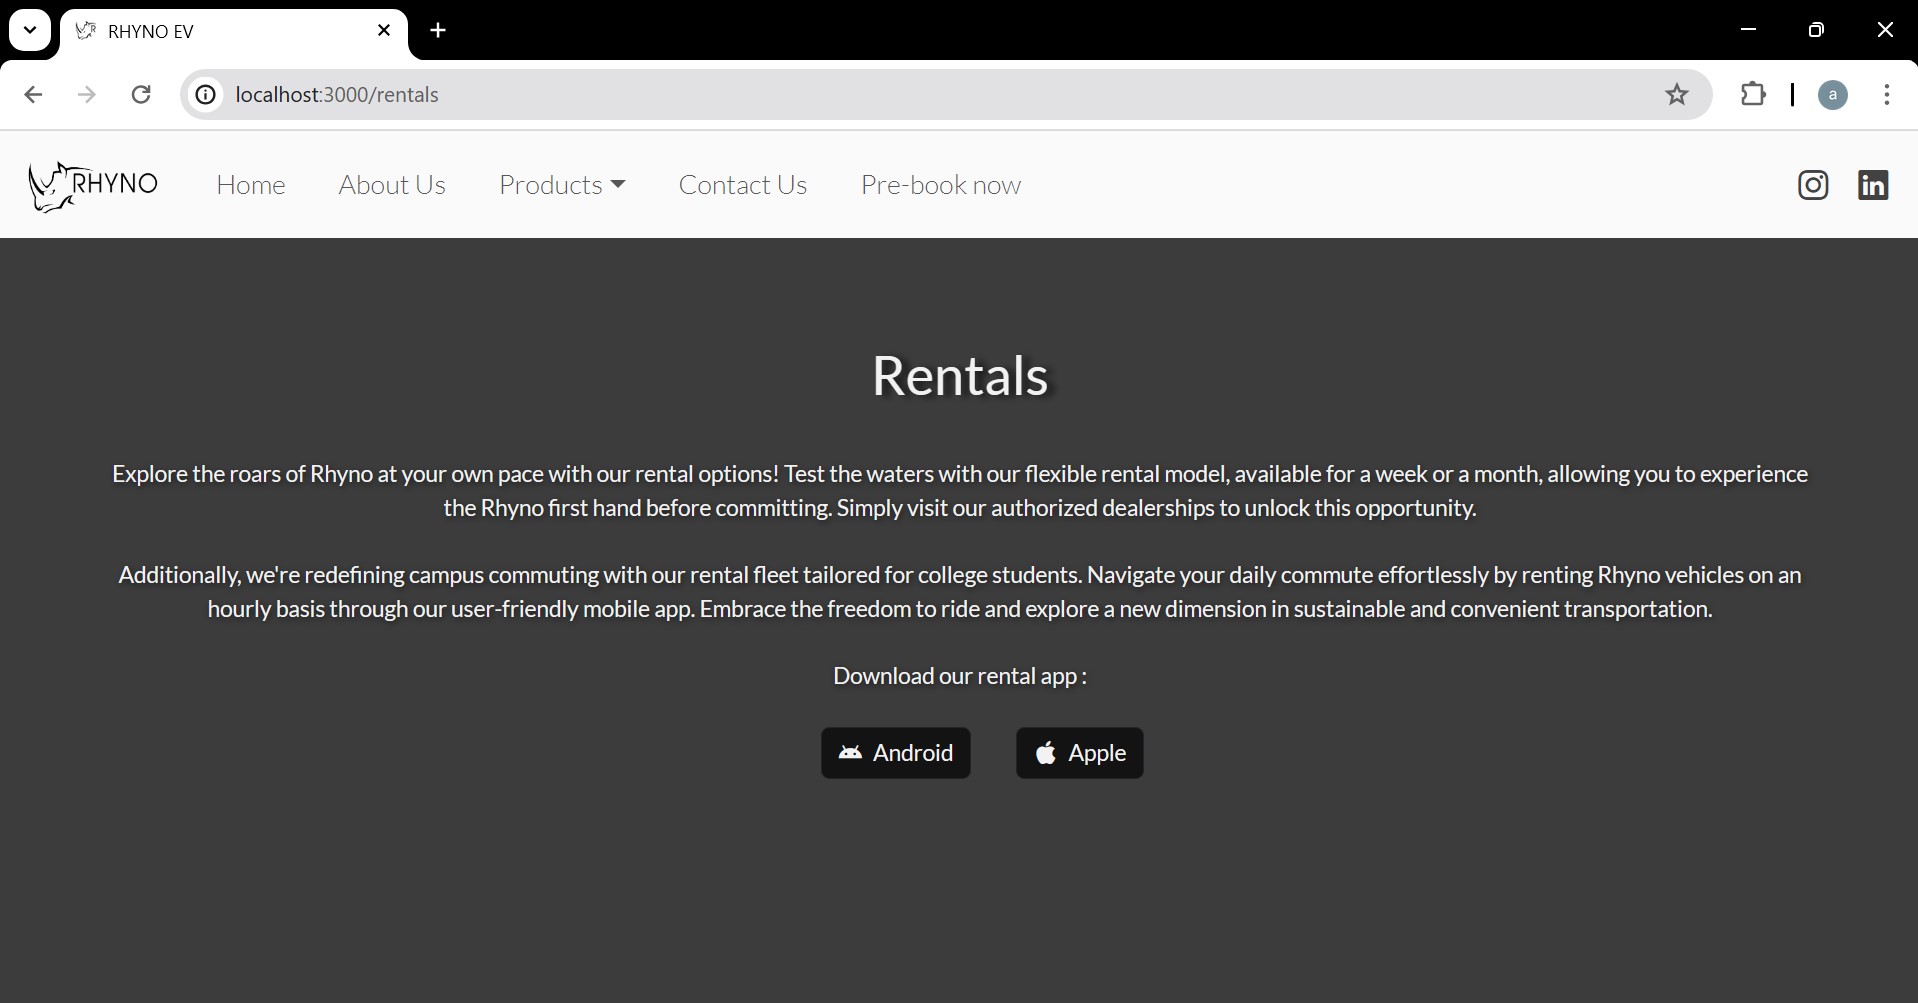 RHYNO EV
localhost:3000/rentals
a
RHYNO Home About Us Products Contact Us Pre-book now
Rentals
Explore the roars of Rhyno at your own pace with our rental options! Test the waters with our flexible rental model, available for a week or a month, allowing you to experience
the Rhyno first hand before committing. Simply visit our authorized dealerships to unlock this opportunity.
Additionally, we're redefining campus commuting with our rental fleet tailored for college students. Navigate your daily commute effortlessly by renting Rhyno vehicles on an
hourly basis through our user-friendly mobile app. Embrace the freedom to ride and explore a new dimension in sustainable and convenient transportation.
Download our rental app :
Android Apple